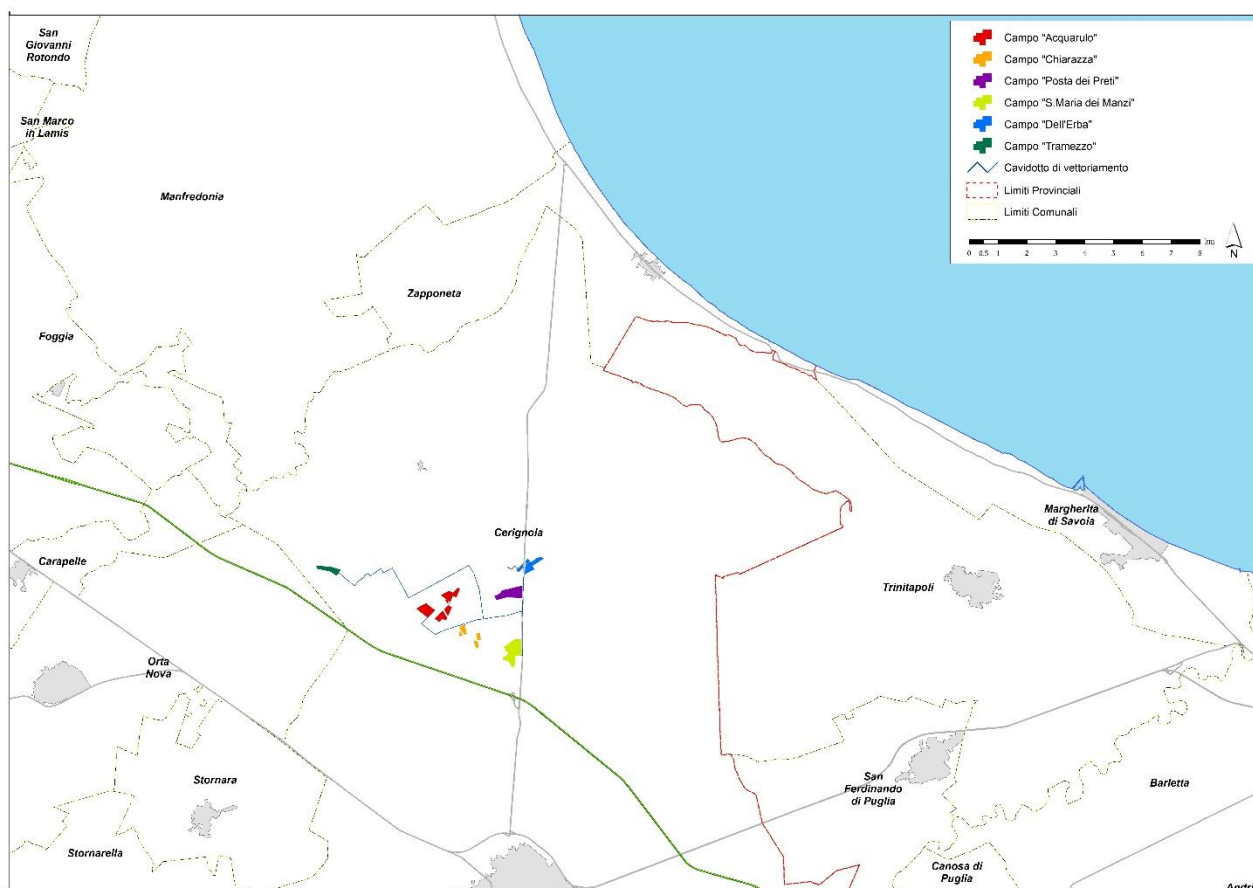 San
Giovanni
Rotondo
San Marco
in Lamis
Manfredonia
Zapponeta
Foggia
Cerignola
Carapelle
Orta
Nova
Stornara
Stornarella
Margherita
di Savoia
Trinitapoli
San
Ferdinando
di Puglia
Barletta
Canosa di
Puglia
Campo "Acquarulo"
Campo "Chiarazza"
Campo "Posta dei Preti"
Campo "S.Maria dei Manzi"
Campo "Dell'Erba"
Campo "Tramezzo"
Cavidotto di vettoriamento
Limiti Provinciali
Limiti Comunali
km
0 0.5 1 2 3 4 5 6 7 8
N